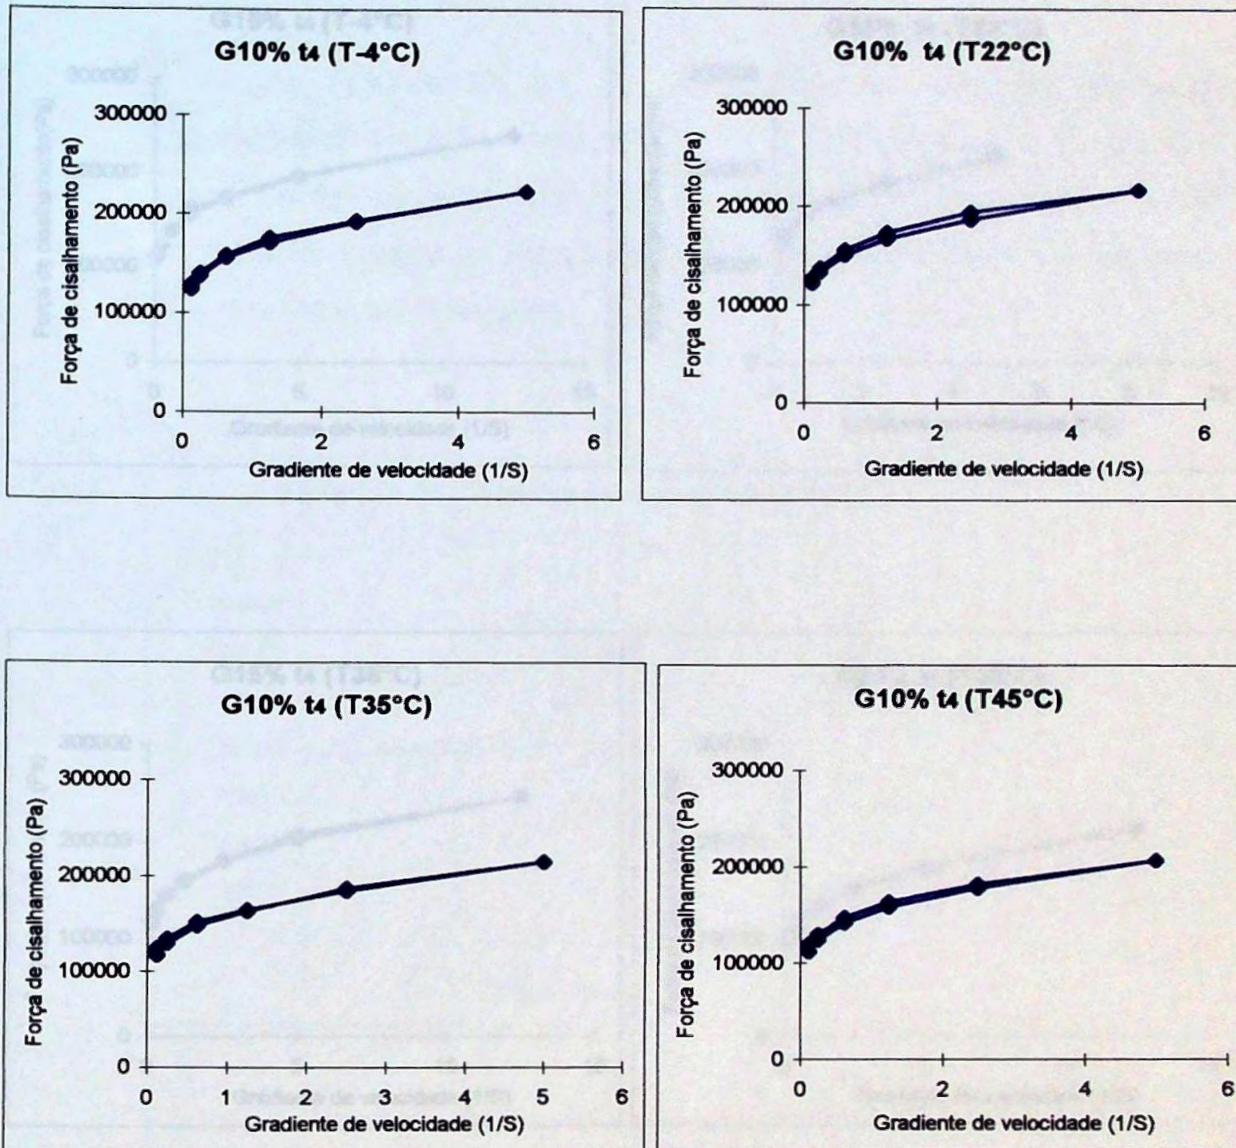 G10% t4 (T-4°C)
Força de cisalhamento (Pa)
300000
200000
100000
0
0 2 4 6
Gradiente de velocidade (1/S)
G10% t4 (T22°C)
Força de cisalhamento (Pa)
300000
200000
100000
0
0 2 4 6
Gradiente de velocidade (1/S)
G10% t4 (T35°C)
Força de cisalhamento (Pa)
300000
200000
100000
0
0 1 2 3 4 5 6
Gradiente de velocidade (1/S)
G10% t4 (T45°C)
Força de cisalhamento (Pa)
300000
200000
100000
0
0 2 4 6
Gradiente de velocidade (1/S)